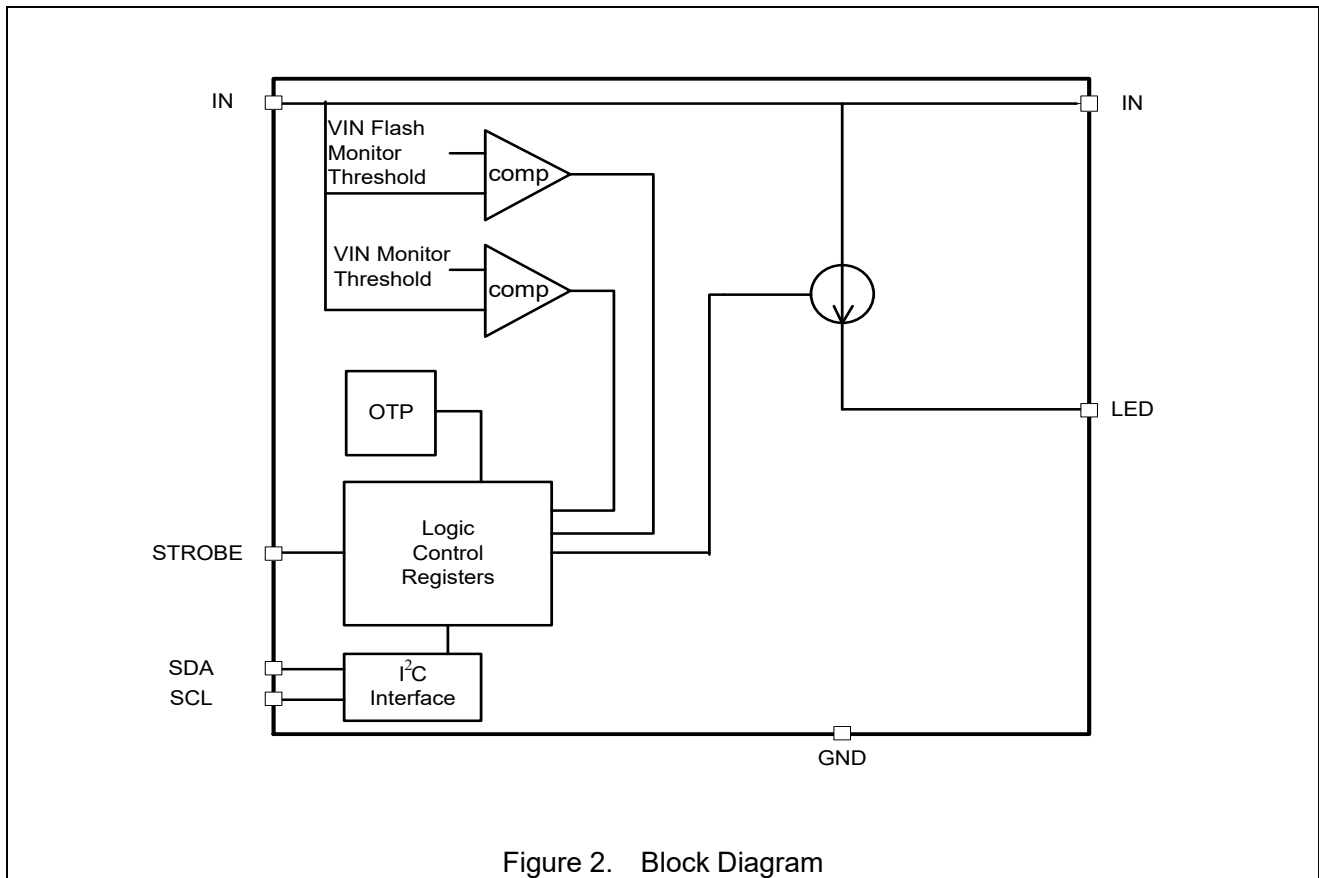 IN
IN
VIN Flash
Monitor
Threshold
comp
VIN Monitor
Threshold
comp
OTP
LED
Logic
Control
Registers
STROBE
SDA
SCL
I²C
Interface
GND
Figure 2. Block Diagram